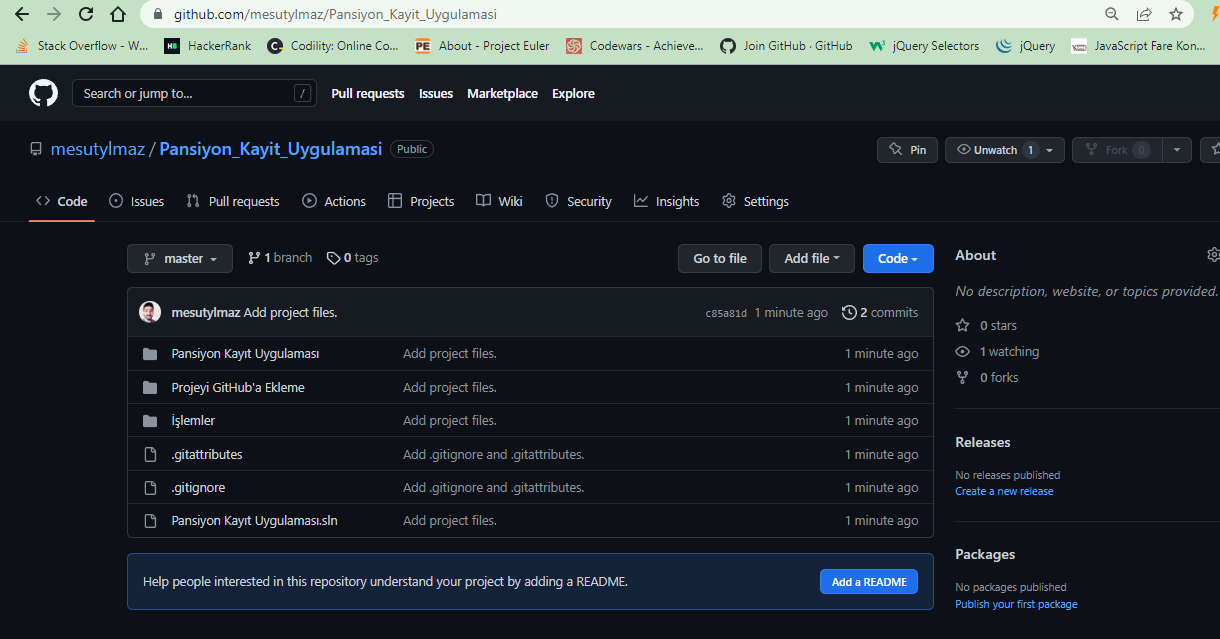 github.com/mesutylmaz/Pansiyon_Kayit_Uygulamasi
Stack Overflow - W... HackerRank Codility: Online Co... PE About - Project Euler Codewars - Achieve... Join GitHub · GitHub jQuery Selectors jQuery JavaScript Fare Kon...
Search or jump to... / Pull requests Issues Marketplace Explore
mesutylmaz / Pansiyon_Kayit_Uygulamasi Public Pin Unwatch 1 Fork 0
Code Issues Pull requests Actions Projects Wiki Security Insights Settings
master 1 branch 0 tags Go to file Add file Code
mesutylmaz Add project files. c85a81d 1 minute ago 2 commits
Pansiyon Kayıt Uygulaması Add project files. 1 minute ago
Projeyi GitHub'a Ekleme Add project files. 1 minute ago
İşlemler Add project files. 1 minute ago
.gitattributes Add .gitignore and .gitattributes. 1 minute ago
.gitignore Add .gitignore and .gitattributes. 1 minute ago
Pansiyon Kayıt Uygulaması.sln Add project files. 1 minute ago
Help people interested in this repository understand your project by adding a README. Add a README
About
No description, website, or topics provided.
0 stars
1 watching
0 forks
Releases
No releases published
Create a new release
Packages
No packages published
Publish your first package